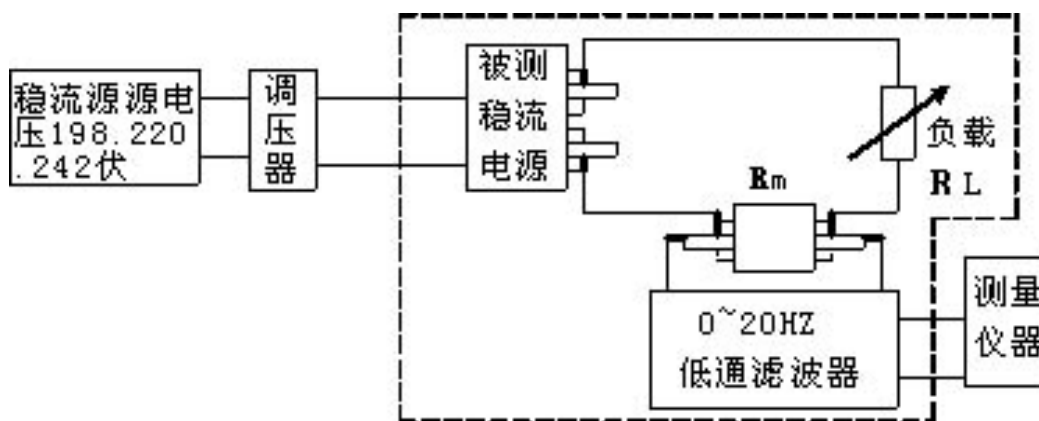 稳流源源电
压198.220
.242伏
调
压
器
被测
稳流
电源
负载
RL
Rm
0~20HZ
低通滤波器
测量
仪器